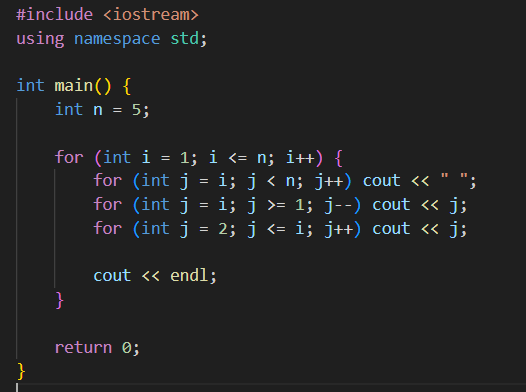 #include <iostream>
using namespace std;

int main() {
    int n = 5;

    for (int i = 1; i <= n; i++) {
        for (int j = i; j < n; j++) cout << " ";
        for (int j = i; j >= 1; j--) cout << j;
        for (int j = 2; j <= i; j++) cout << j;

        cout << endl;
    }

    return 0;
}